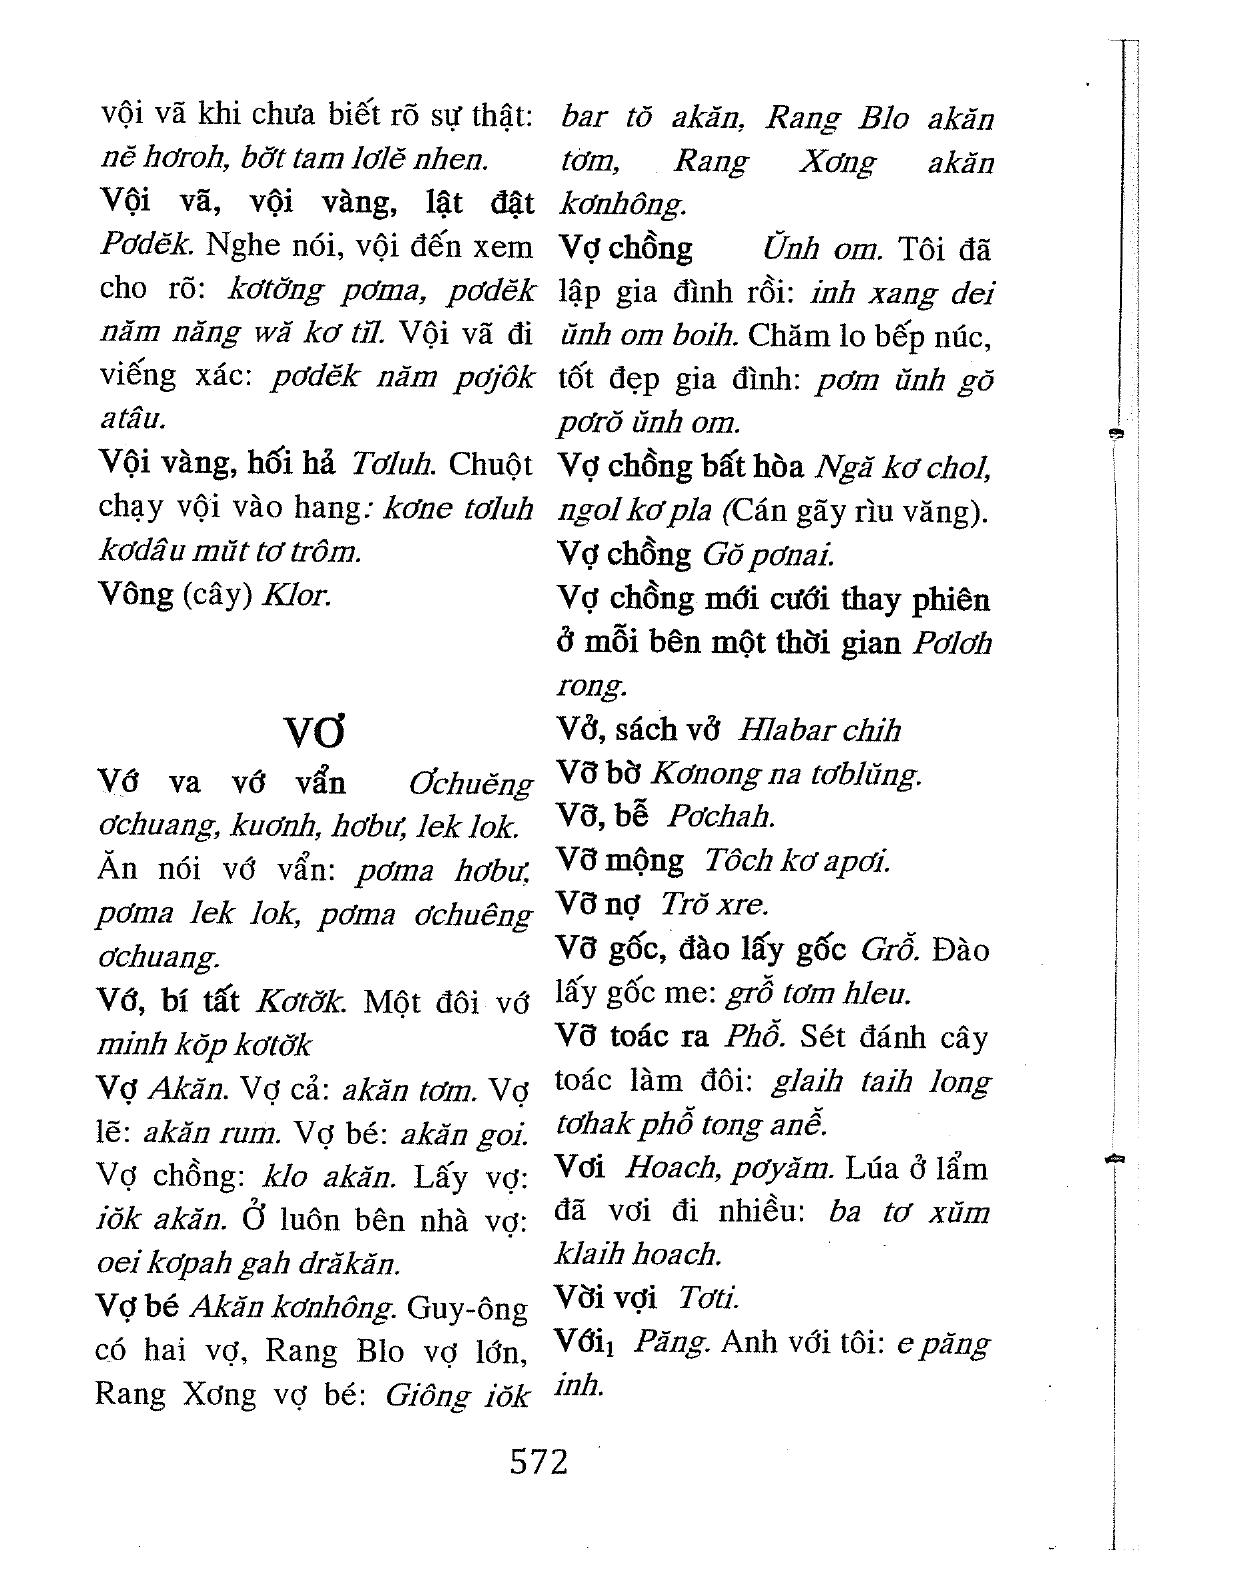 vội vã khi chưa biết rõ sự thật:
nĕ hơroh, bơ̆t tam lơlĕ nhen.
Vội vã, vội vàng, lật đật
Pơdĕk. Nghe nói, vội đến xem
cho rõ: kơtơ̆ng pơma, pơdĕk
năm năng wă kơ tĭl. Vội vã đi
viếng xác: pơdĕk năm pơjôk
atâu.
Vội vàng, hối hả Tơluh. Chuột
chạy vội vào hang: kơne tơluh
kơdâu mŭt tơ trôm.
Vông (cây) Klor.
VƠ
Vớ va vớ vẩn Ơchuĕng
ơchuang, kuơnh, hơbư, lek lok.
Ăn nói vớ vẩn: pơma hơbư,
pơma lek lok, pơma ơchuêng
ơchuang.
Vớ, bí tất Kơtơ̆k. Một đôi vớ
minh kŏp kơtơ̆k
Vợ Akăn. Vợ cả: akăn tơm. Vợ
lẽ: akăn rum. Vợ bé: akăn goi.
Vợ chồng: klo akăn. Lấy vợ:
iŏk akăn. Ở luôn bên nhà vợ:
oei kơpah gah drăkăn.
Vợ bé Akăn kơnhông. Guy-ông
có hai vợ, Rang Blo vợ lớn,
Rang Xơng vợ bé: Giông iŏk
bar tŏ akăn, Rang Blo akăn
tơm, Rang Xơng akăn
kơnhông.
Vợ chồng Ŭnh om. Tôi đã
lập gia đình rồi: inh xang dei
ŭnh om boih. Chăm lo bếp núc,
tốt đẹp gia đình: pơm ŭnh gŏ
pơrŏ ŭnh om.
Vợ chồng bất hòa Ngă kơ chol,
ngol kơ pla (Cán gãy rìu văng).
Vợ chồng Gŏ pơnai.
Vợ chồng mới cưới thay phiên
ở mỗi bên một thời gian Pơlơh
rong.
Vở, sách vở Hlabar chih
Vỡ bờ Kơnong na tơblŭng.
Vỡ, bễ Pơchah.
Vỡ mộng Tôch kơ apơi.
Vỡ nợ Trŏ xre.
Vỡ gốc, đào lấy gốc Grô̆. Đào
lấy gốc me: grô̆ tơm hleu.
Vỡ toác ra Phô̆. Sét đánh cây
toác làm đôi: glaih taih long
tơhak phô̆ tong anê̆.
Vơi Hoach, pơyăm. Lúa ở lẩm
đã vơi đi nhiều: ba tơ xŭm
klaih hoach.
Vời vợi Tơti.
Với₁ Păng. Anh với tôi: e păng
inh.
572